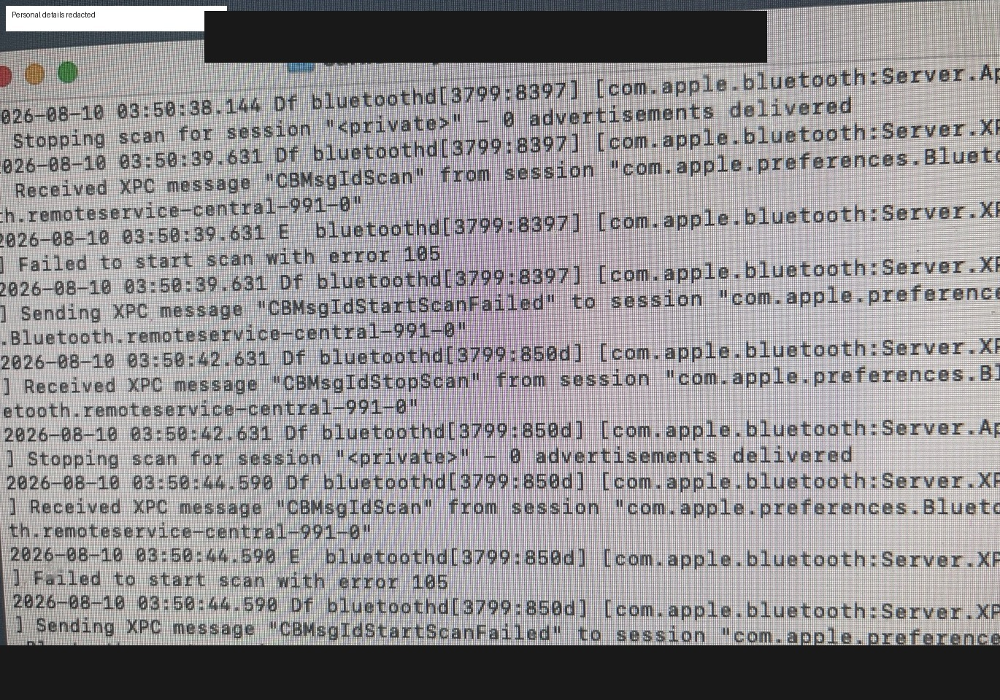 Personal details redacted
026-08-10 03:50:38.144 Df bluetoothd[3799:8397] [com.apple.bluetooth:Server.Ap
Stopping scan for session "<private>" - 0 advertisements delivered
026-08-10 03:50:39.631 Df bluetoothd[3799:8397] [com.apple.bluetooth:Server.XP
Received XPC message "CBMsgIdScan" from session "com.apple.preferences.Blueto
th.remoteservice-central-991-0"
2026-08-10 03:50:39.631 E  bluetoothd[3799:8397] [com.apple.bluetooth:Server.XP
] Failed to start scan with error 105
2026-08-10 03:50:39.631 Df bluetoothd[3799:8397] [com.apple.bluetooth:Server.XP
] Sending XPC message "CBMsgIdStartScanFailed" to session "com.apple.preference
.Bluetooth.remoteservice-central-991-0"
2026-08-10 03:50:42.631 Df bluetoothd[3799:850d] [com.apple.bluetooth:Server.XP
] Received XPC message "CBMsgIdStopScan" from session "com.apple.preferences.Bl
etooth.remoteservice-central-991-0"
2026-08-10 03:50:42.631 Df bluetoothd[3799:850d] [com.apple.bluetooth:Server.Ap
] Stopping scan for session "<private>" - 0 advertisements delivered
2026-08-10 03:50:44.590 Df bluetoothd[3799:850d] [com.apple.bluetooth:Server.XP
] Received XPC message "CBMsgIdScan" from session "com.apple.preferences.Blueto
th.remoteservice-central-991-0"
2026-08-10 03:50:44.590 E  bluetoothd[3799:850d] [com.apple.bluetooth:Server.XP
] Failed to start scan with error 105
2026-08-10 03:50:44.590 Df bluetoothd[3799:850d] [com.apple.bluetooth:Server.XP
] Sending XPC message "CBMsgIdStartScanFailed" to session "com.apple.preference